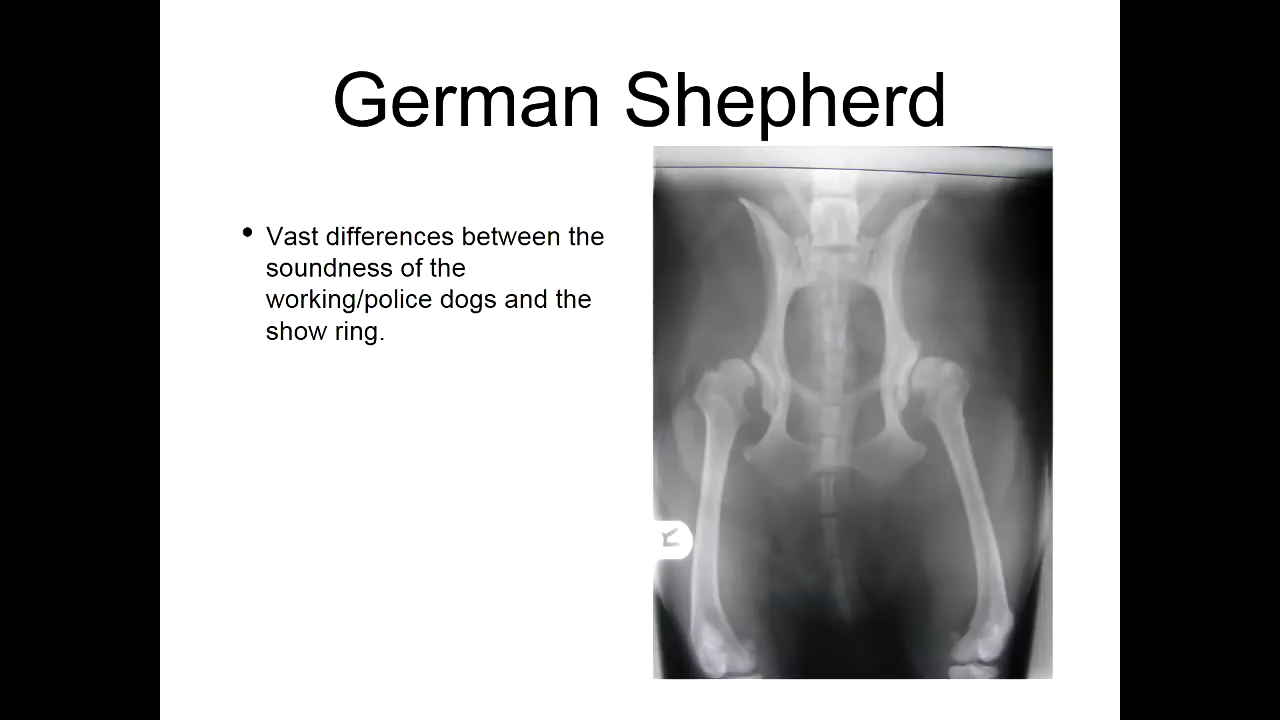 German Shepherd
• Vast differences between the
soundness of the
working/police dogs and the
show ring.